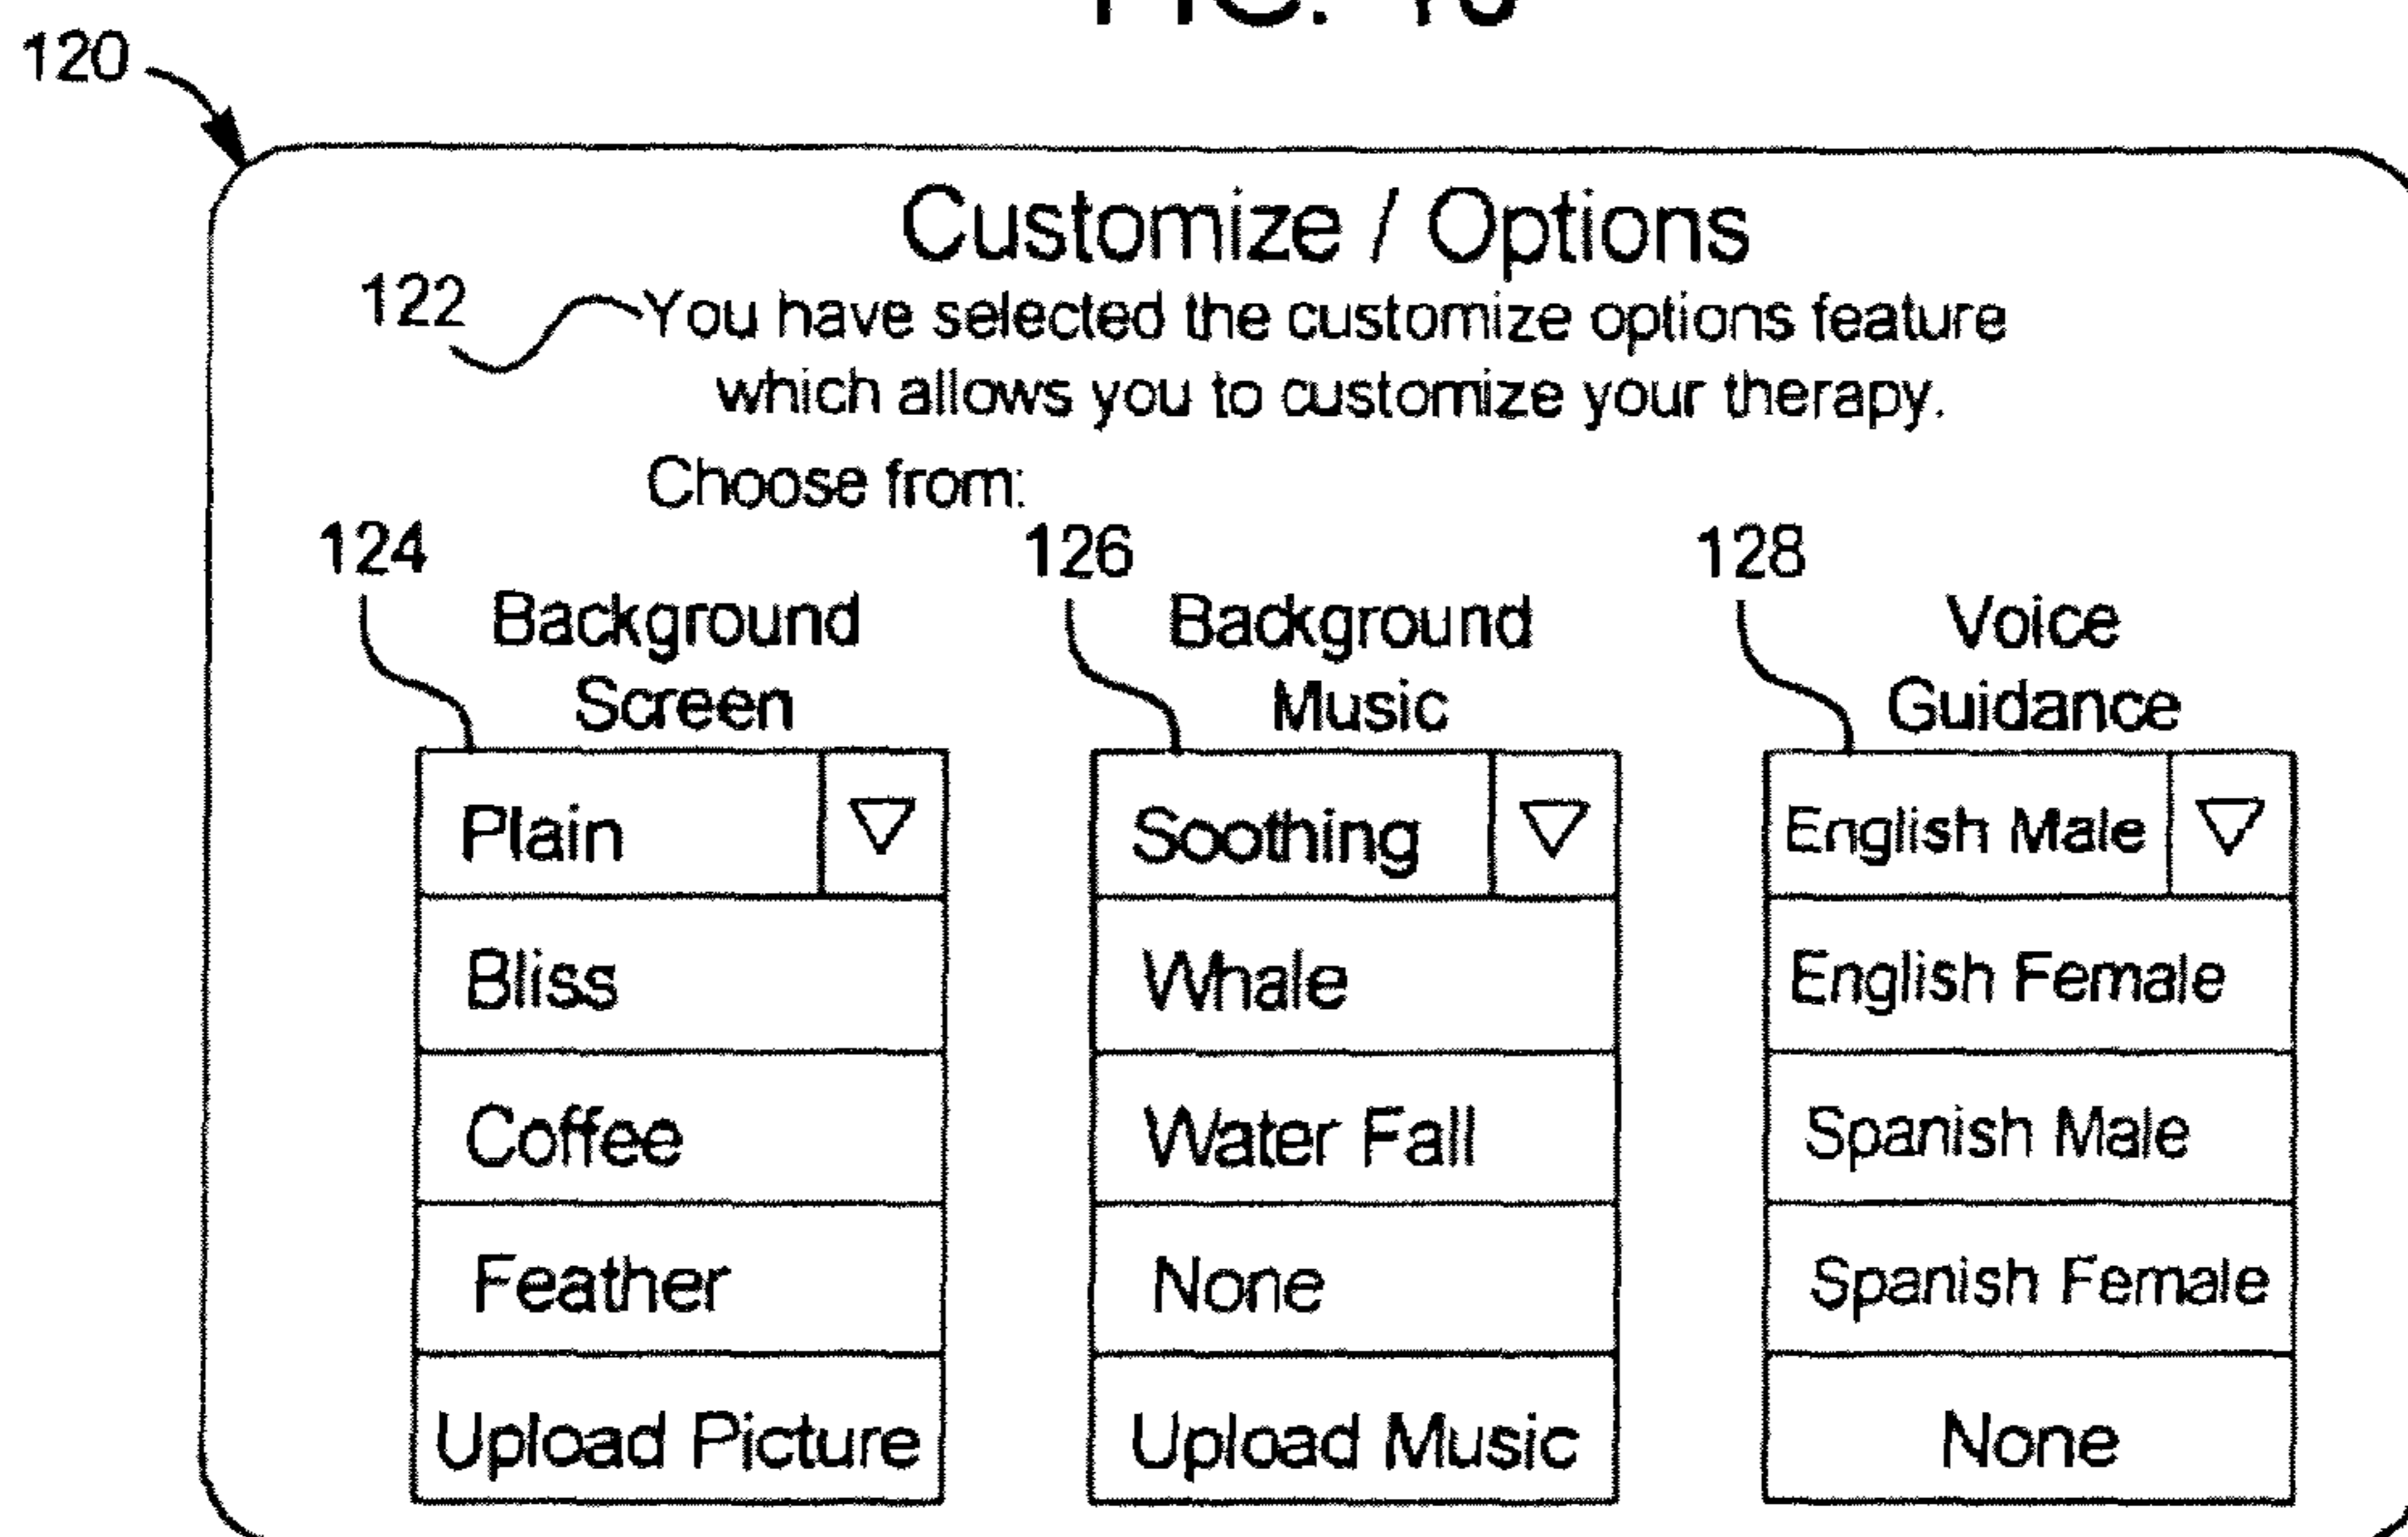 120
Customize / Options
122
You have selected the customize options feature
which allows you to customize your therapy.
Choose from:
124 126 128
Background Background Voice
Screen Music Guidance
Plain Soothing English Male
Bliss Whale English Female
Coffee Water Fall Spanish Male
Feather None Spanish Female
Upload Picture Upload Music None